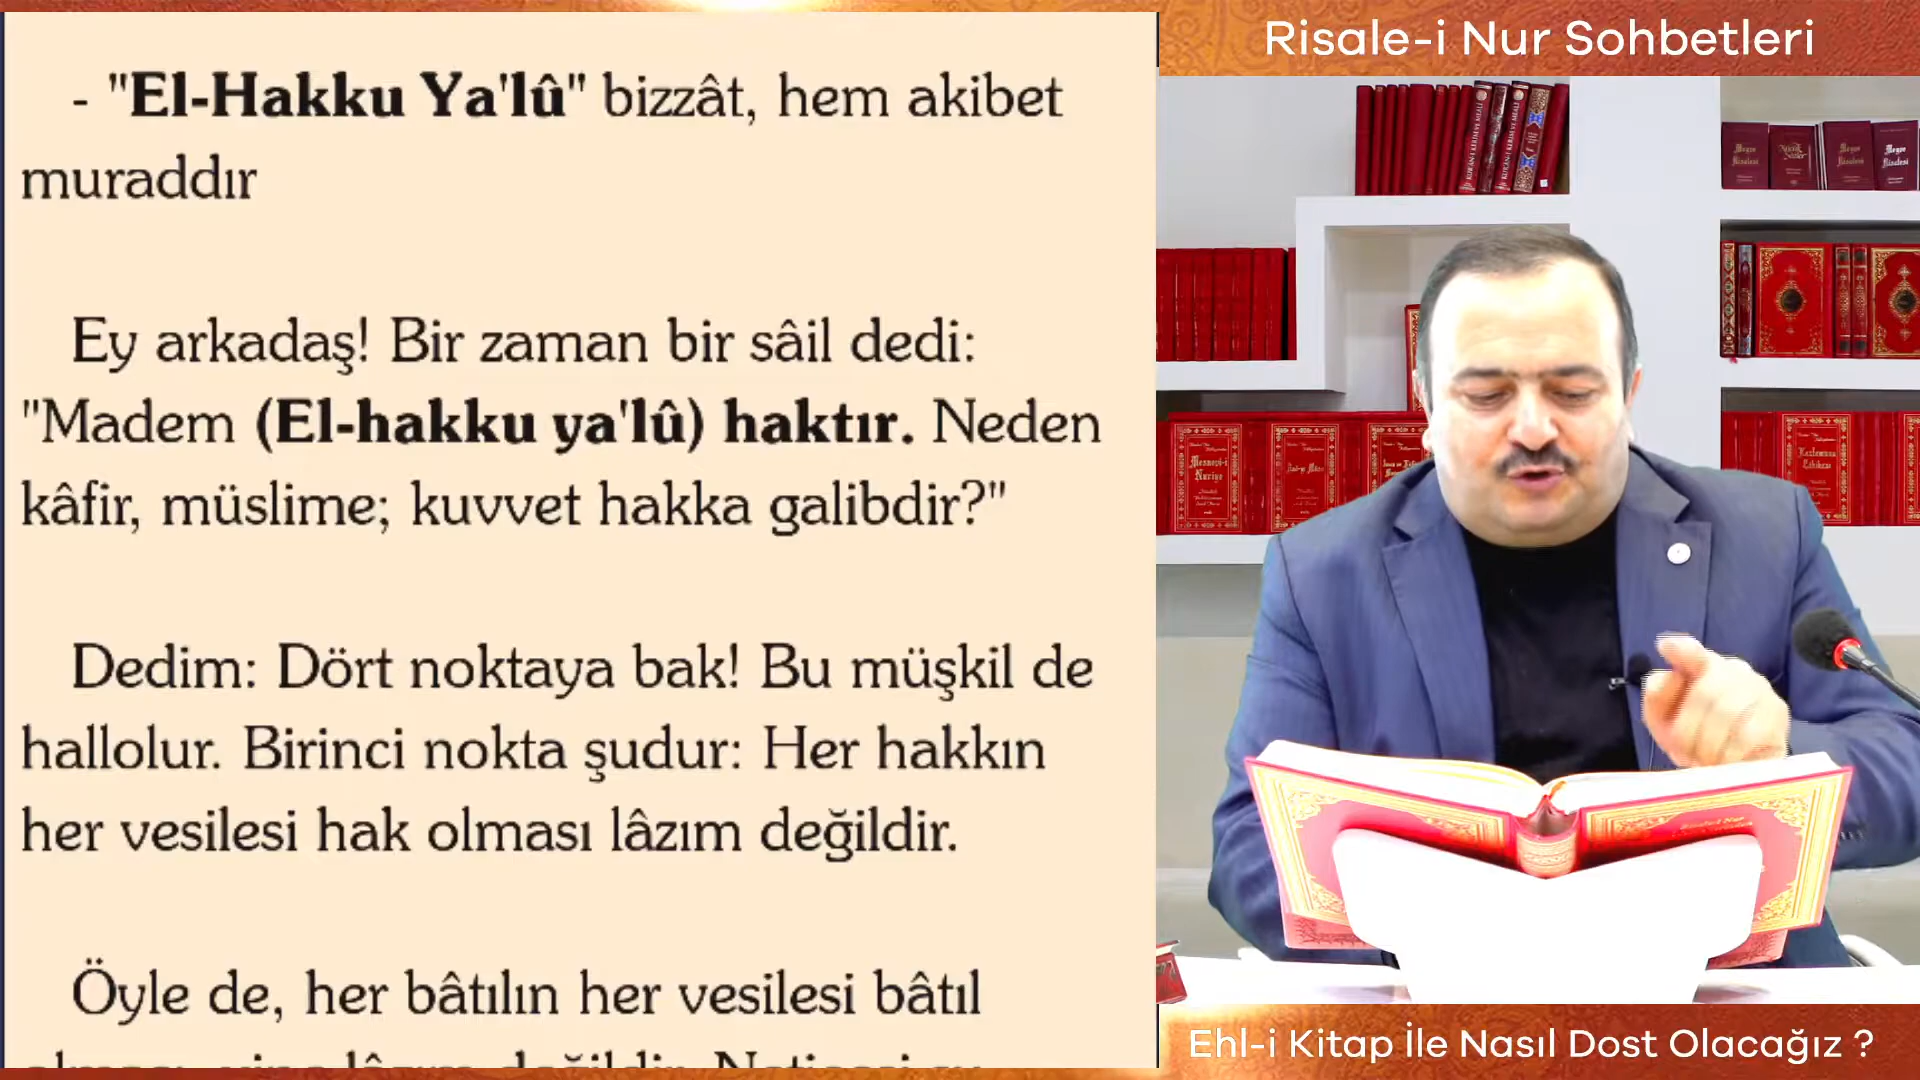 - "El-Hakku Ya'lû" bizzât, hem akibet
muraddır
Ey arkadaş! Bir zaman bir sâil dedi:
"Madem (El-hakku ya'lû) haktır. Neden
kâfir, müslime; kuvvet hakka galibdir?"
Dedim: Dört noktaya bak! Bu müşkil de
hallolur. Birinci nokta şudur: Her hakkın
her vesilesi hak olması lâzım değildir.
Öyle de, her bâtılın her vesilesi bâtıl
Risale-i Nur Sohbetleri
Mesnevî-i
Nuriye
Ehl-i Kitap İle Nasıl Dost Olacağız ?